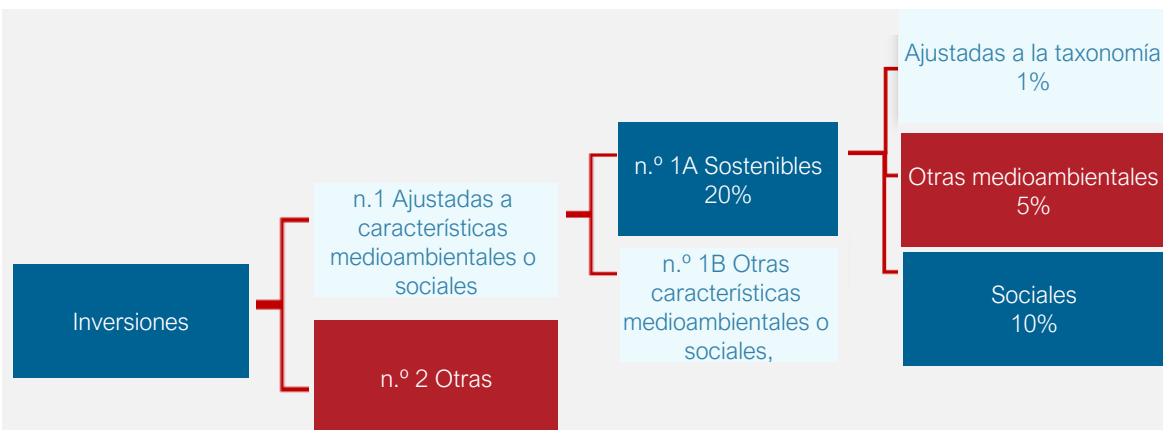 Inversiones
n.1 Ajustadas a
características
medioambientales o
sociales
n.º 2 Otras
n.º 1A Sostenibles
20%
n.º 1B Otras
características
medioambientales o
sociales,
Ajustadas a la taxonomía
1%
Otras medioambientales
5%
Sociales
10%